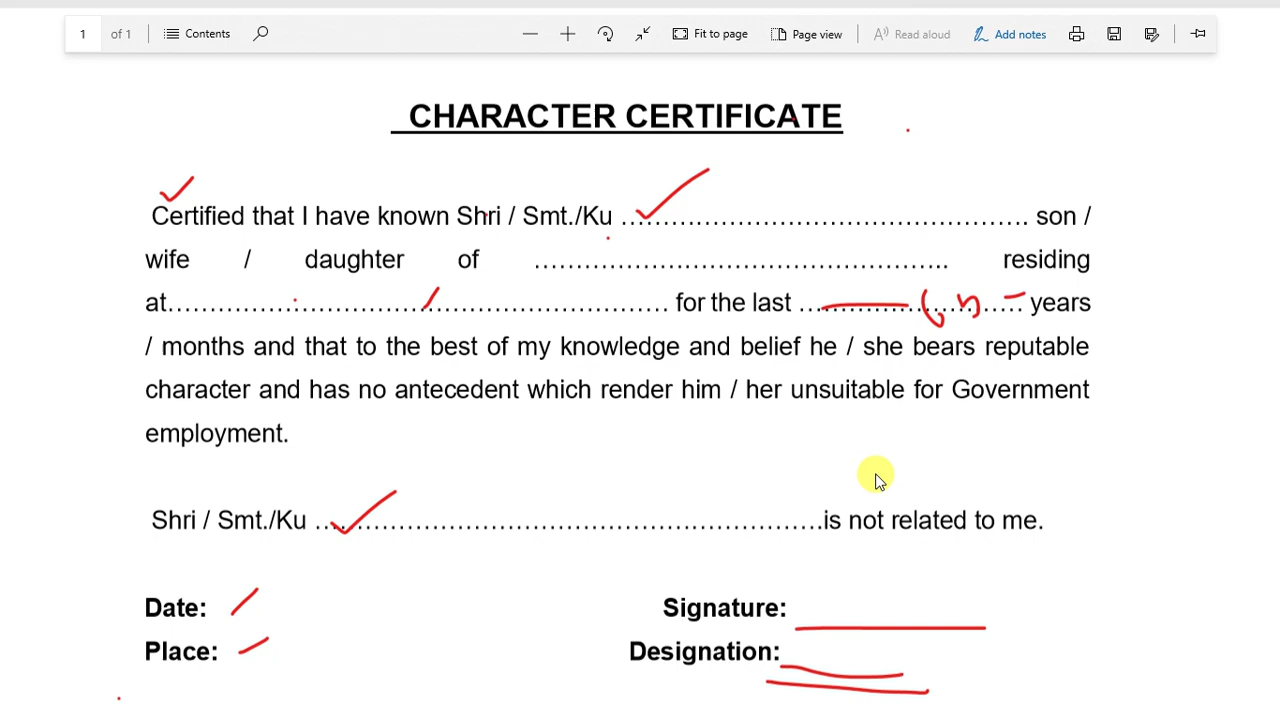 1 of 1 Contents Fit to page Page view Read aloud Add notes
CHARACTER CERTIFICATE
Certified that I have known Shri / Smt./Ku ………………………………………… son /
wife / daughter of ………………………………………….. residing
at…………………………………………………… for the last ……………………… years
/ months and that to the best of my knowledge and belief he / she bears reputable
character and has no antecedent which render him / her unsuitable for Government
employment.
Shri / Smt./Ku …………………………………………………….is not related to me.
Date: Signature:
Place: Designation: